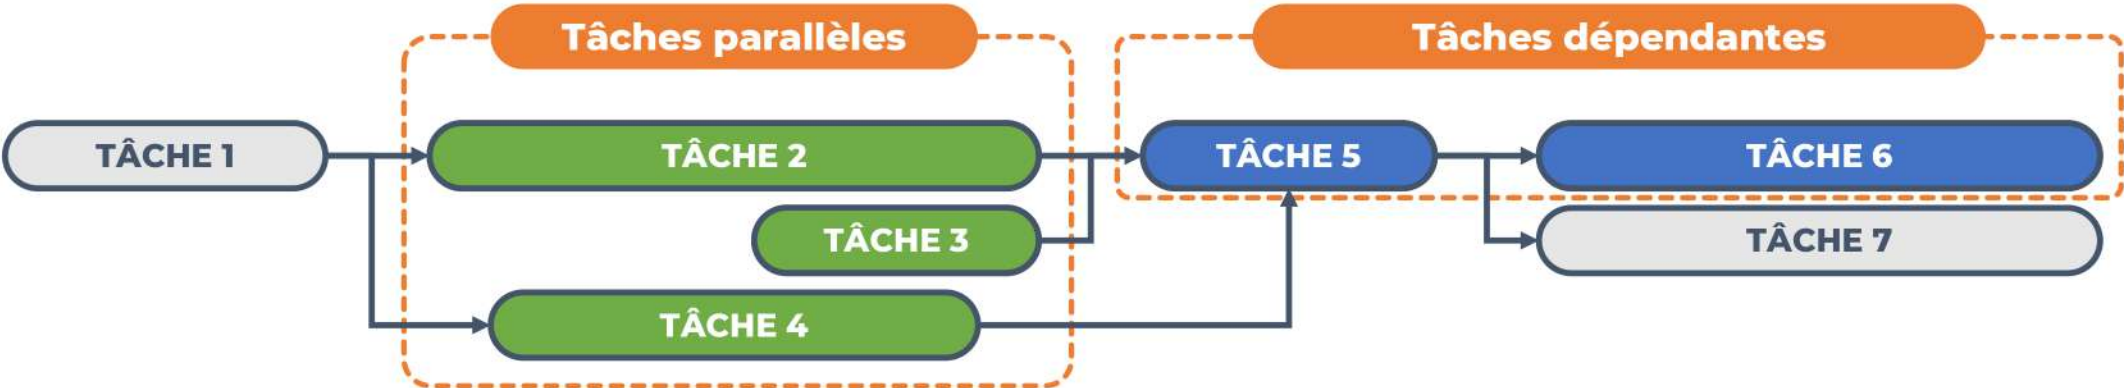 Tâches parallèles
Tâches dépendantes
TÂCHE 1
TÂCHE 2
TÂCHE 5
TÂCHE 6
TÂCHE 3
TÂCHE 7
TÂCHE 4